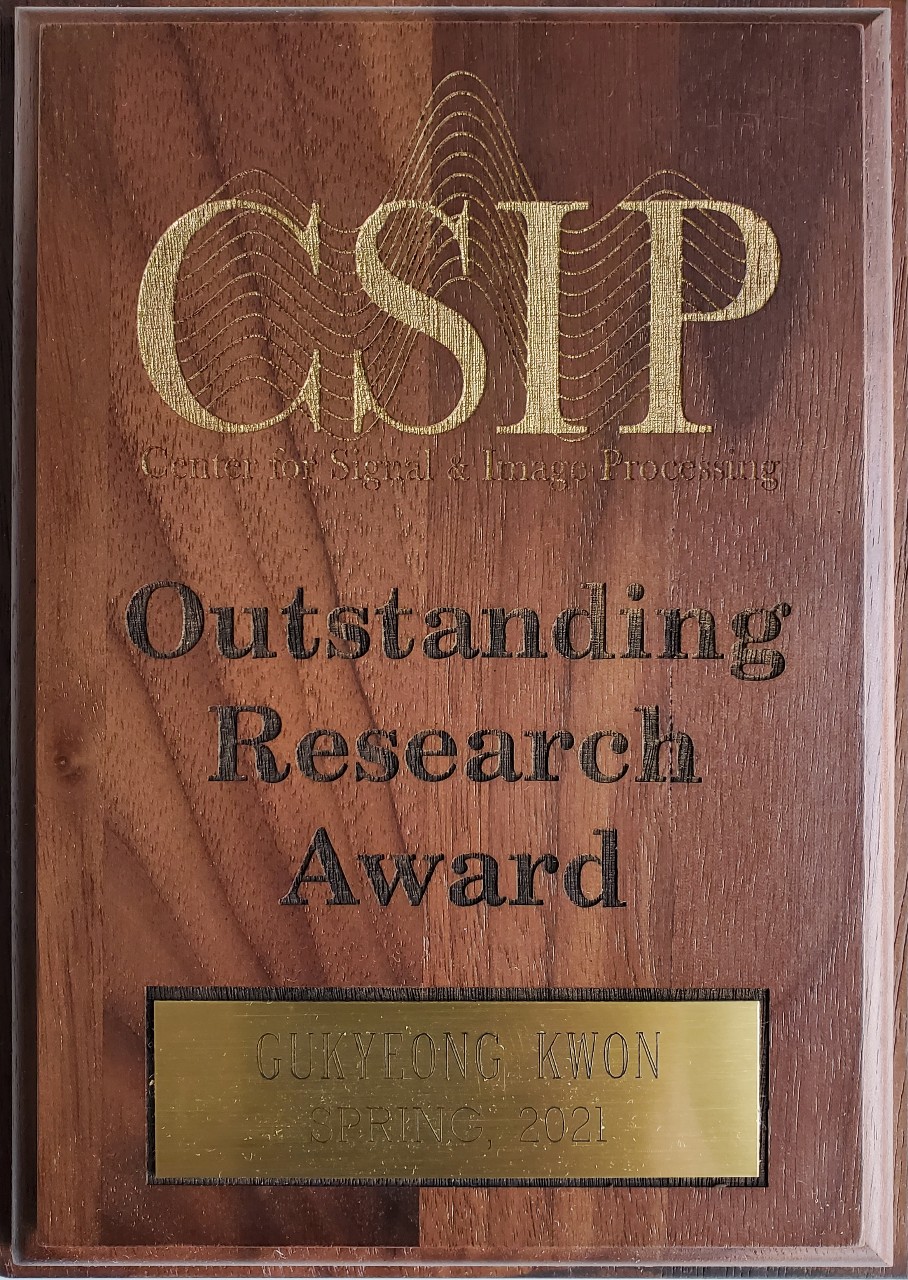 CSIP
Center for Signal & Image Processing
Outstanding
Research
Award
GUKYEONG KWON
SPRING, 2021